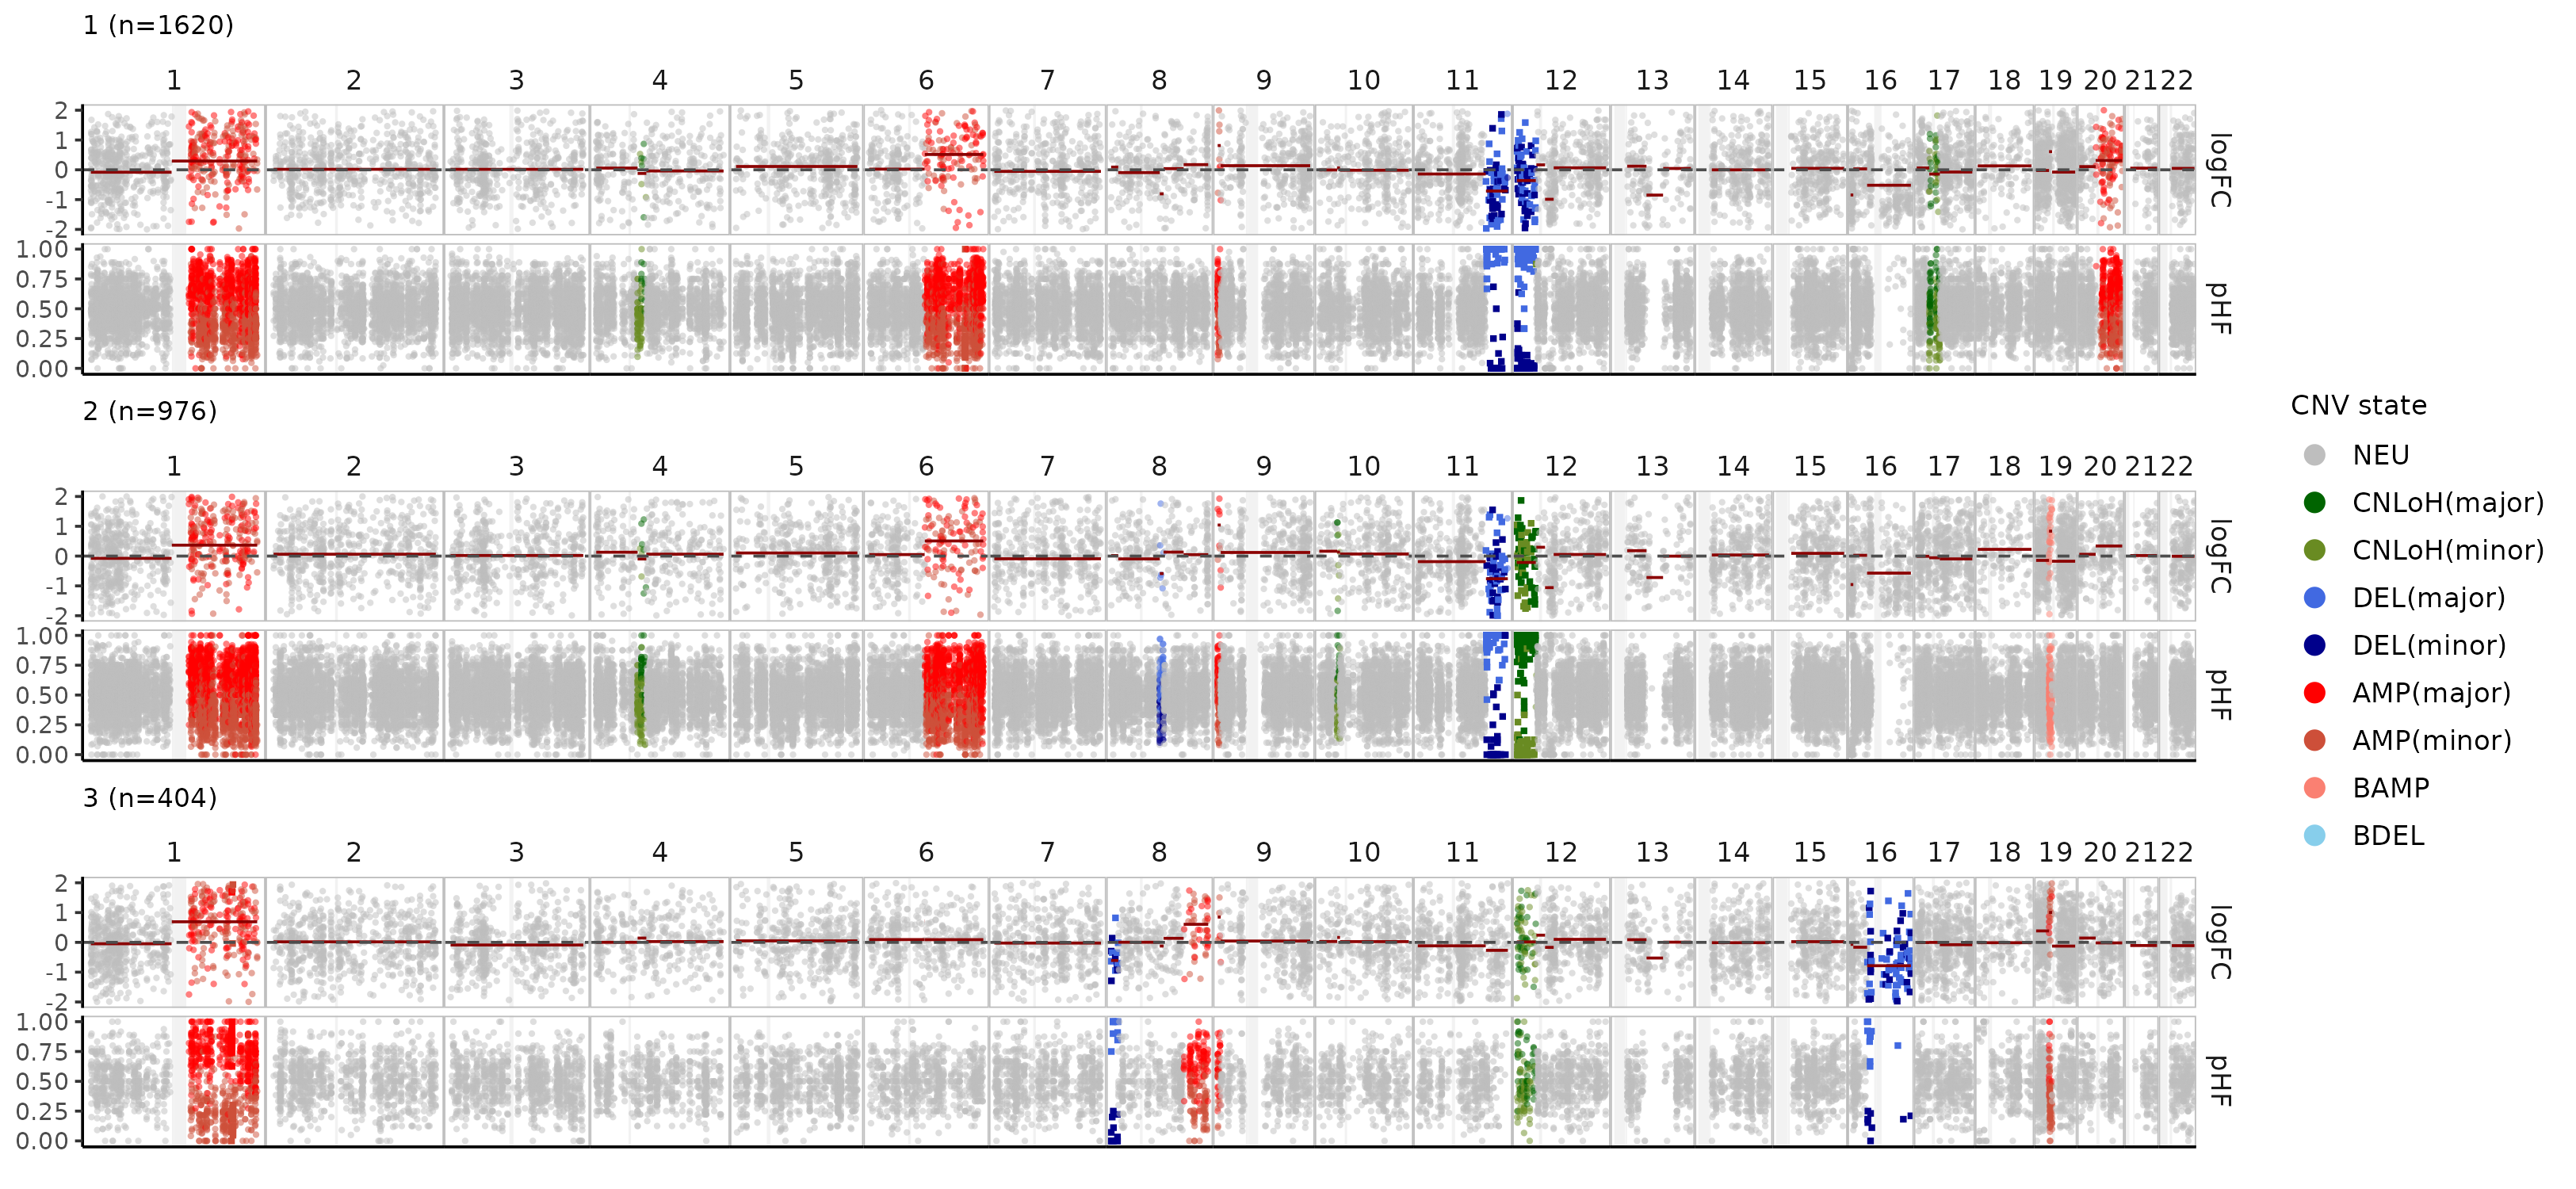 1 (n=1620)
1 2 3 4 5 6 7 8 9 10 11 12 13 14 15 16 17 18 19 20 21 22
2
1
0
-1
-2
logFC
1.00
0.75
0.50
0.25
0.00
pHF
2 (n=976)
1 2 3 4 5 6 7 8 9 10 11 12 13 14 15 16 17 18 19 20 21 22
2
1
0
-1
-2
logFC
1.00
0.75
0.50
0.25
0.00
pHF
3 (n=404)
1 2 3 4 5 6 7 8 9 10 11 12 13 14 15 16 17 18 19 20 21 22
2
1
0
-1
-2
logFC
1.00
0.75
0.50
0.25
0.00
pHF
CNV state
NEU
CNLoH(major)
CNLoH(minor)
DEL(major)
DEL(minor)
AMP(major)
AMP(minor)
BAMP
BDEL